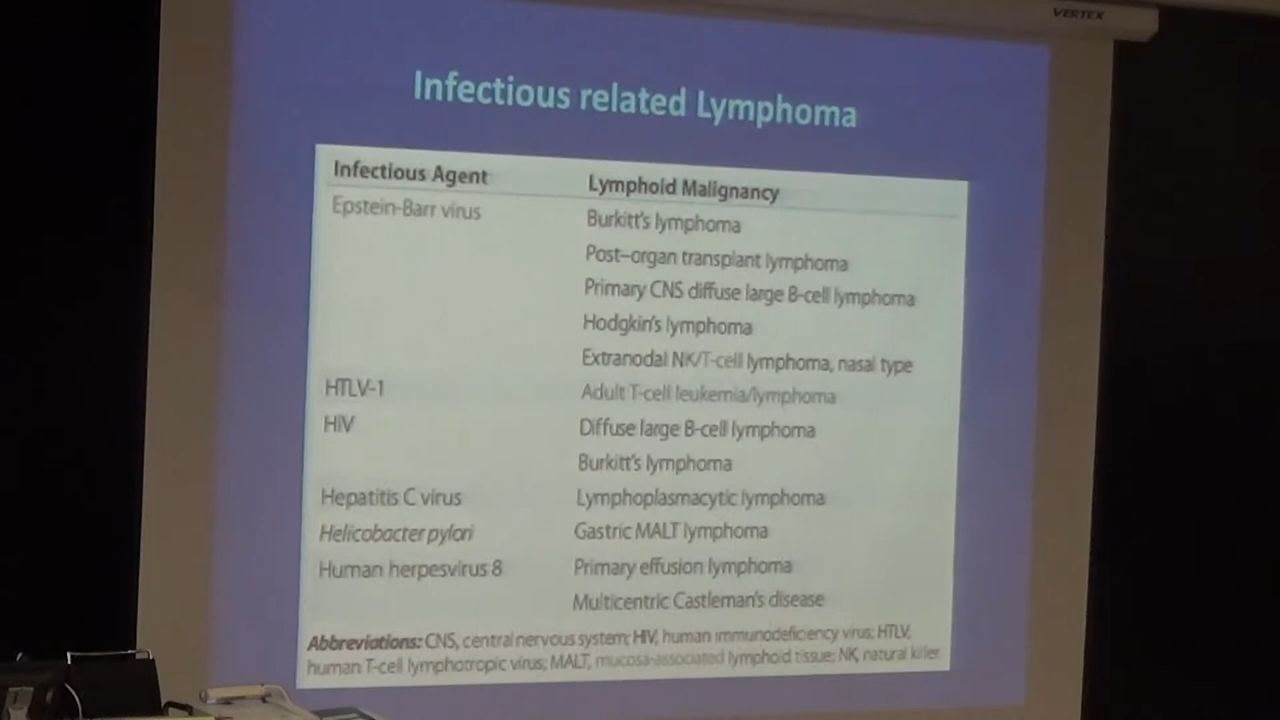 VERTEX
Infectious related Lymphoma
Infectious Agent Lymphoid Malignancy
Epstein-Barr virus Burkitt's lymphoma
Post–organ transplant lymphoma
Primary CNS diffuse large B-cell lymphoma
Hodgkin's lymphoma
Extranodal NK/T-cell lymphoma, nasal type
HTLV-1 Adult T-cell leukemia/lymphoma
HIV Diffuse large B-cell lymphoma
Burkitt's lymphoma
Hepatitis C virus Lymphoplasmacytic lymphoma
Helicobacter pylori Gastric MALT lymphoma
Human herpesvirus 8 Primary effusion lymphoma
Multicentric Castleman's disease
Abbreviations: CNS, central nervous system; HIV, human immunodeficiency virus; HTLV,
human T-cell lymphotropic virus; MALT, mucosa-associated lymphoid tissue; NK, natural killer.